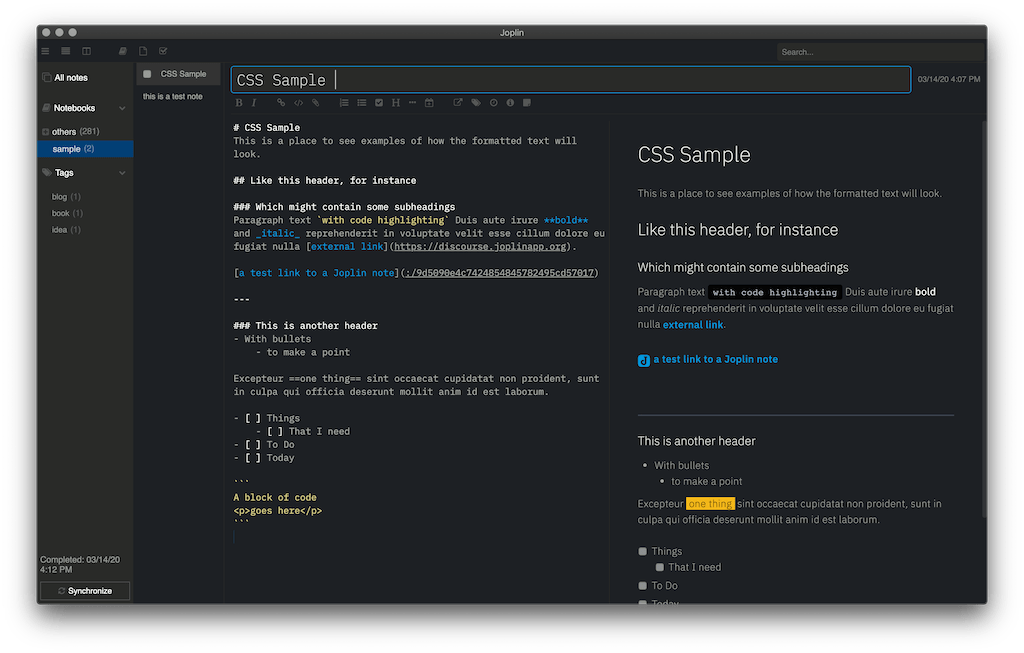 Joplin
Search...
All notes
Notebooks
others (281)
sample (2)
Tags
blog (1)
book (1)
idea (1)
Completed: 03/14/20
4:12 PM
Synchronize
CSS Sample
this is a test note
CSS Sample
03/14/20 4:07 PM
B I H
# CSS Sample
This is a place to see examples of how the formatted text will
look.
## Like this header, for instance
### Which might contain some subheadings
Paragraph text `with code highlighting` Duis aute irure **bold**
and _italic_ reprehenderit in voluptate velit esse cillum dolore eu
fugiat nulla [external link](https://discourse.joplinapp.org).
[a test link to a Joplin note](:/9d5090e4c7424854845782495cd57017)
---
### This is another header
- With bullets
- to make a point
Excepteur ==one thing== sint occaecat cupidatat non proident, sunt
in culpa qui officia deserunt mollit anim id est laborum.
- [ ] Things
- [ ] That I need
- [ ] To Do
- [ ] Today
```
A block of code
<p>goes here</p>
```
CSS Sample
This is a place to see examples of how the formatted text will look.
Like this header, for instance
Which might contain some subheadings
Paragraph text with code highlighting Duis aute irure bold
and italic reprehenderit in voluptate velit esse cillum dolore eu fugiat
nulla external link.
a test link to a Joplin note
This is another header
• With bullets
• to make a point
Excepteur one thing sint occaecat cupidatat non proident, sunt in
culpa qui officia deserunt mollit anim id est laborum.
Things
That I need
To Do
Today